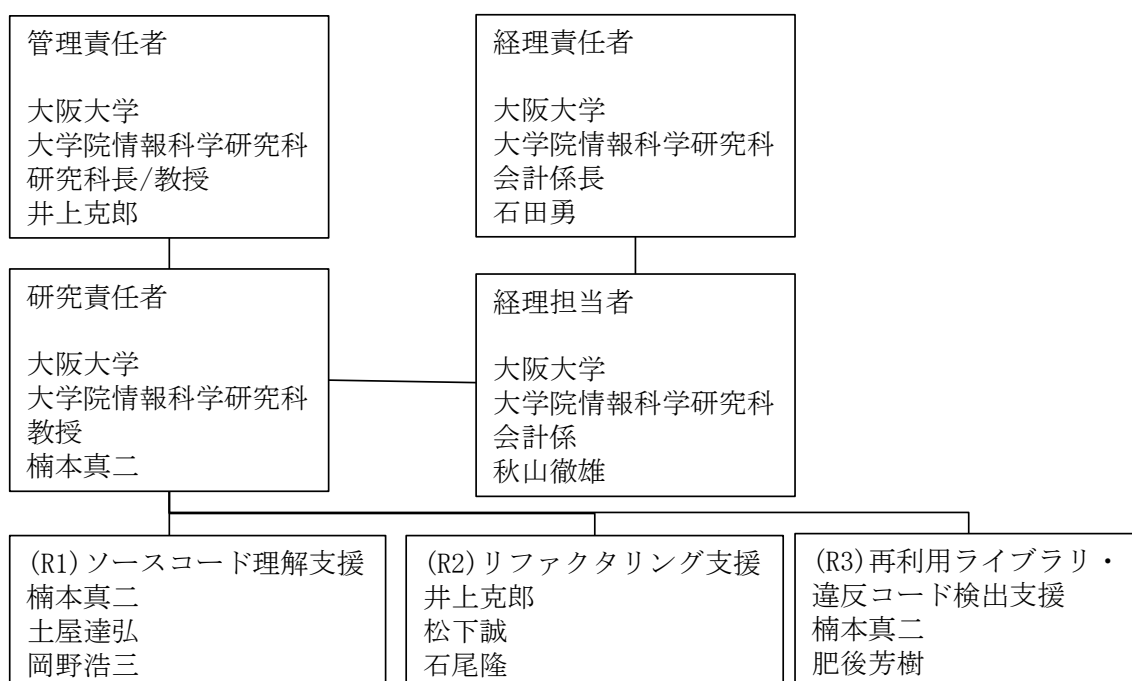 管理責任者
大阪大学
大学院情報科学研究科
研究科長/教授
井上克郎
経理責任者
大阪大学
大学院情報科学研究科
会計係長
石田勇
研究責任者
大阪大学
大学院情報科学研究科
教授
楠本真二
経理担当者
大阪大学
大学院情報科学研究科
会計係
秋山徹雄
(R1)ソースコード理解支援
楠本真二
土屋達弘
岡野浩三
(R2)リファクタリング支援
井上克郎
松下誠
石尾隆
(R3)再利用ライブラリ・
違反コード検出支援
楠本真二
肥後芳樹